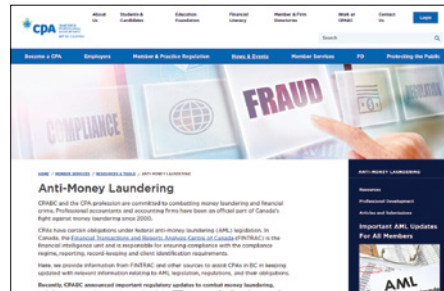 CPA
About Us
Students & Candidates
Education Foundation
Financial Literacy
Member & Firm Directories
Work at CPABC
Contact Us
Login
Search
Become a CPA
Employers
Member & Practice Regulation
News & Events
Member Services
PD
Protecting the Public
COMPLIANCE
FRAUD
HOME / MEMBER SERVICES / RESOURCES & TOOLS / ANTI-MONEY LAUNDERING
Anti-Money Laundering
CPABC and the CPA profession are committed to combatting money laundering and financial
crime. Professional accountants and accounting firms have been an official part of Canada's
fight against money laundering since 2000.
CPAs have certain obligations under federal anti-money laundering (AML) legislation. In
Canada, the Financial Transactions and Reports Analysis Centre of Canada (FINTRAC) is the
financial intelligence unit and is responsible for ensuring compliance with the compliance
regime, reporting, record-keeping and client identification requirements.
Here, we provide information from FINTRAC and other sources to assist CPAs in BC in keeping
updated with relevant information relating to AML legislation, regulations, and their obligations.
Recently, CPABC announced important regulatory updates to combat money laundering,
ANTI-MONEY LAUNDERING
Resources
Professional Development
Articles and Submissions
Important AML Updates
For All Members
AML